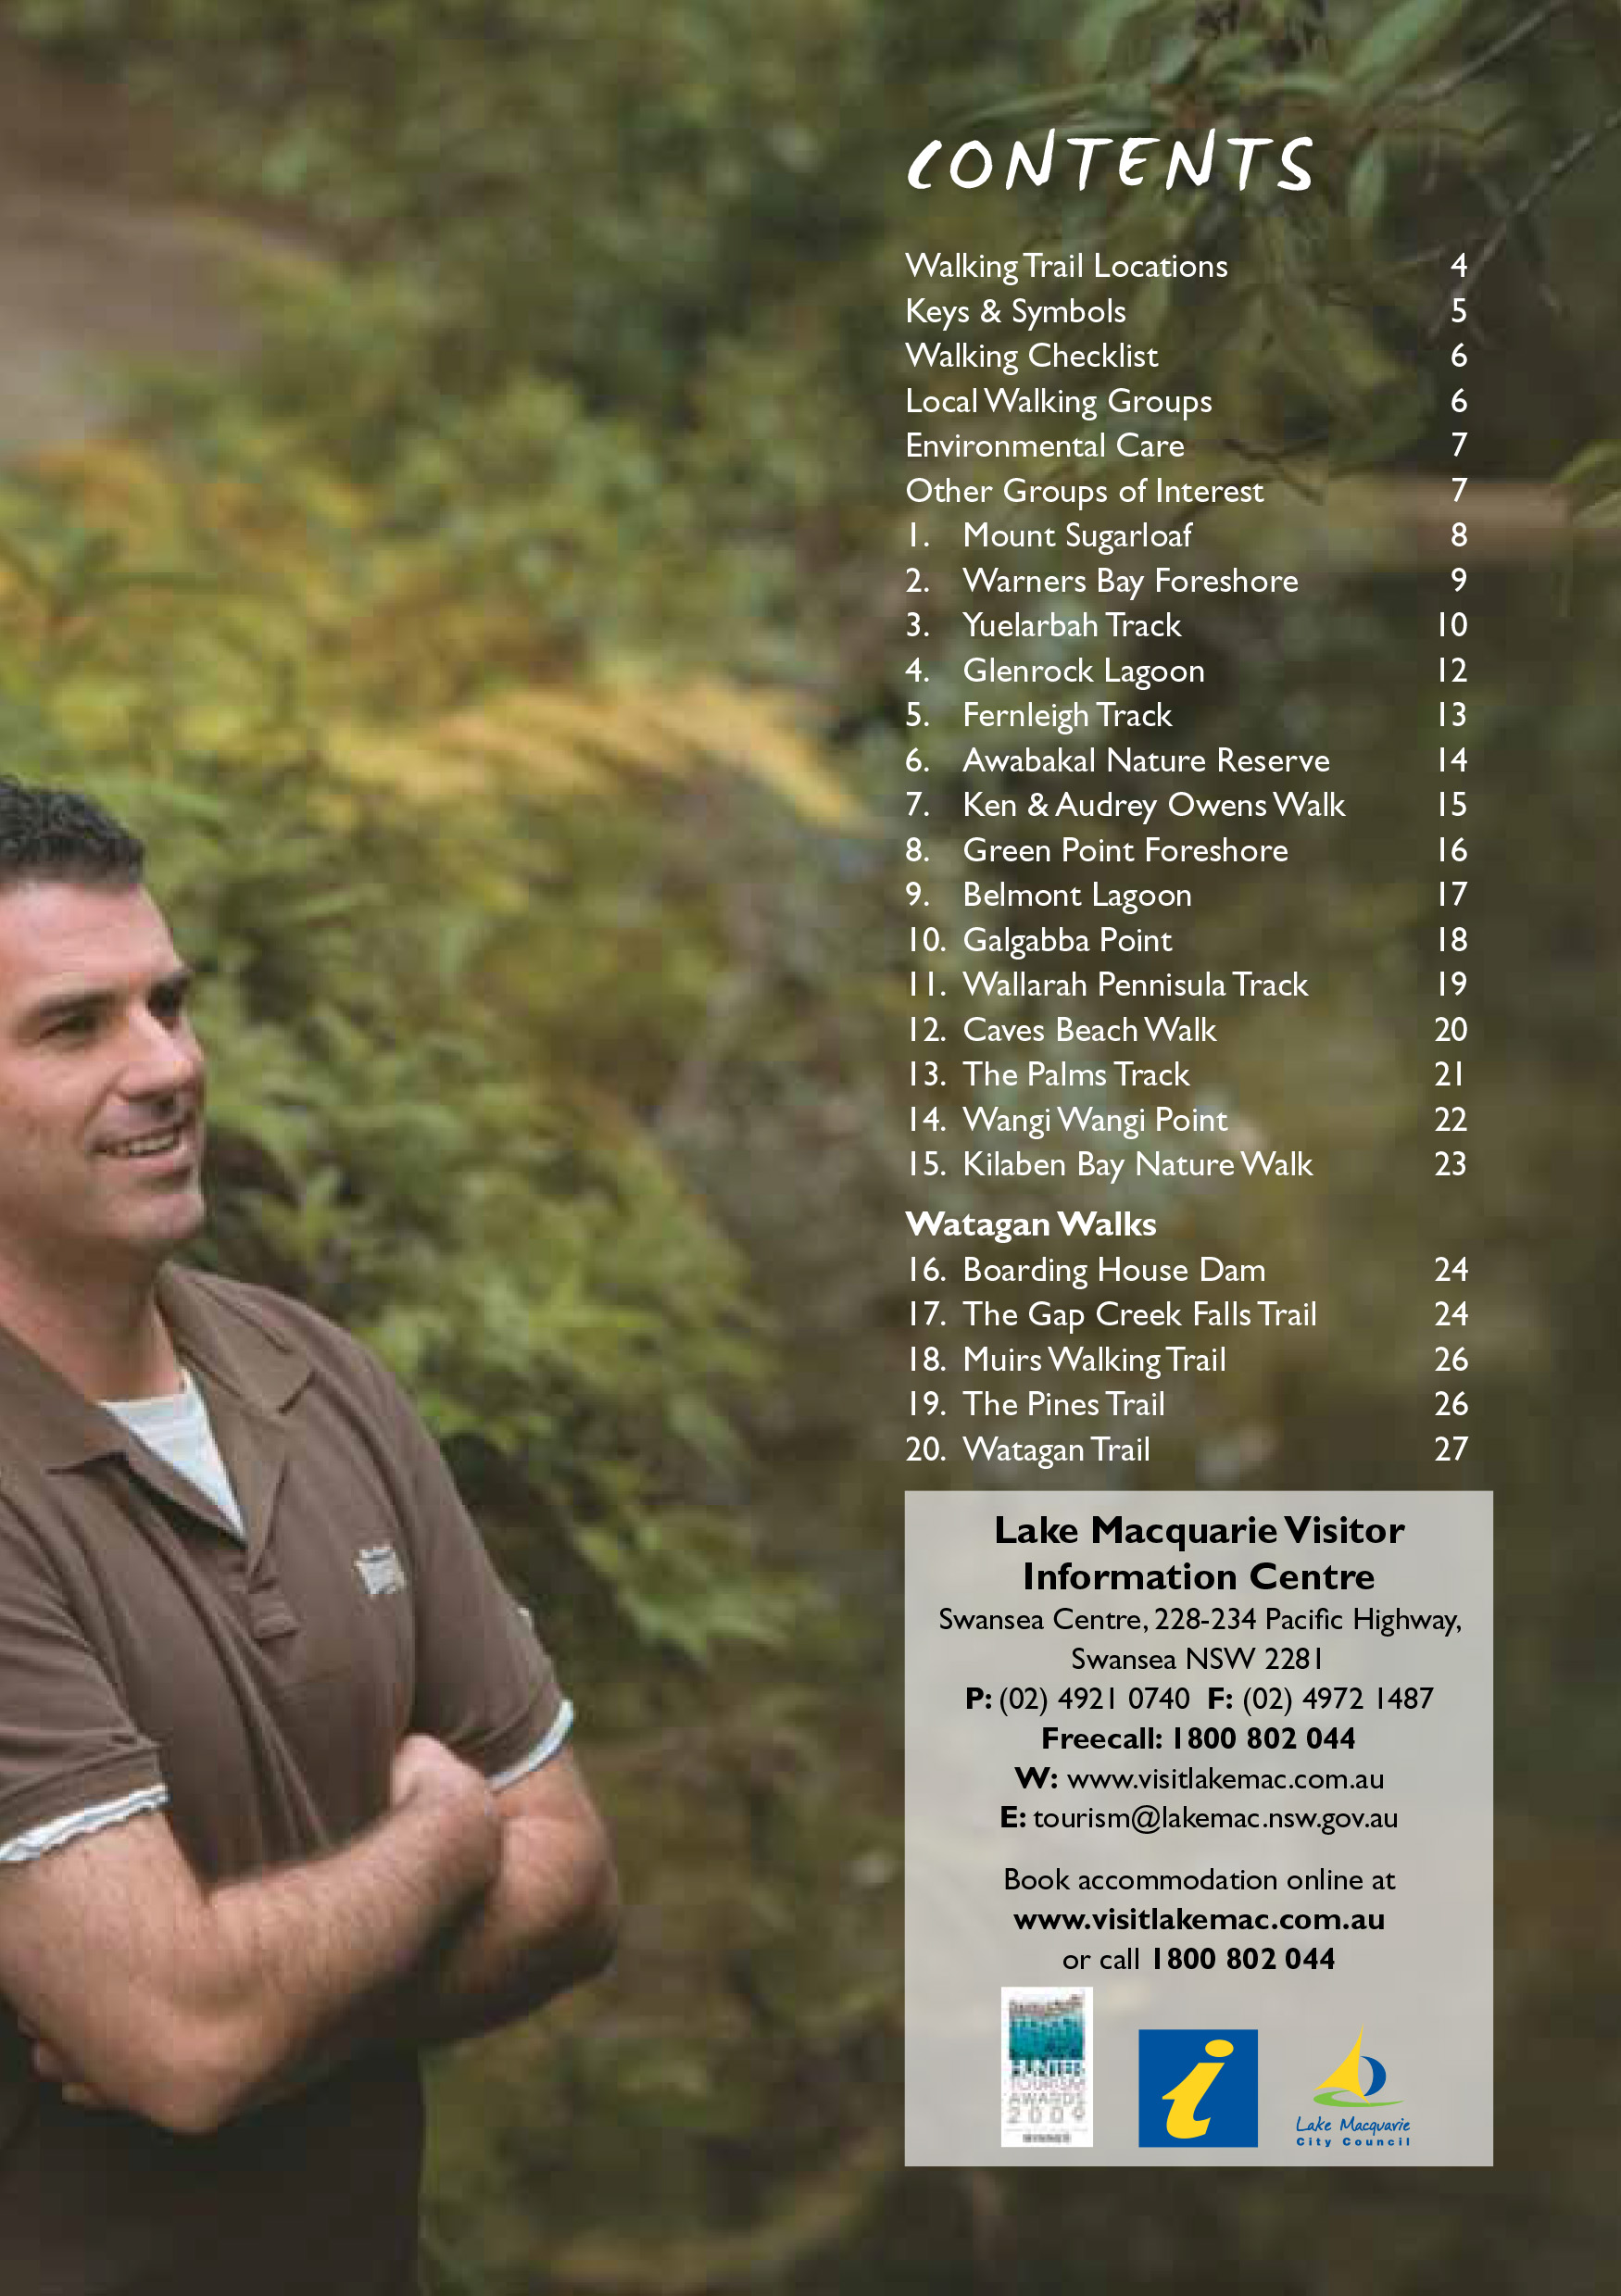 CONTENTS
Walking Trail Locations 4
Keys & Symbols 5
Walking Checklist 6
Local Walking Groups 6
Environmental Care 7
Other Groups of Interest 7
1. Mount Sugarloaf 8
2. Warners Bay Foreshore 9
3. Yuelarbah Track 10
4. Glenrock Lagoon 12
5. Fernleigh Track 13
6. Awabakal Nature Reserve 14
7. Ken & Audrey Owens Walk 15
8. Green Point Foreshore 16
9. Belmont Lagoon 17
10. Galgabba Point 18
11. Wallarah Pennisula Track 19
12. Caves Beach Walk 20
13. The Palms Track 21
14. Wangi Wangi Point 22
15. Kilaben Bay Nature Walk 23
Watagan Walks
16. Boarding House Dam 24
17. The Gap Creek Falls Trail 24
18. Muirs Walking Trail 26
19. The Pines Trail 26
20. Watagan Trail 27
Lake Macquarie Visitor
Information Centre
Swansea Centre, 228-234 Pacific Highway,
Swansea NSW 2281
P: (02) 4921 0740 F: (02) 4972 1487
Freecall: 1800 802 044
W: www.visitlakemac.com.au
E: tourism@lakemac.nsw.gov.au
Book accommodation online at
www.visitlakemac.com.au
or call 1800 802 044
HUNTER
TOURISM
AWARDS
2009
WINNER
i
Lake Macquarie
City Council